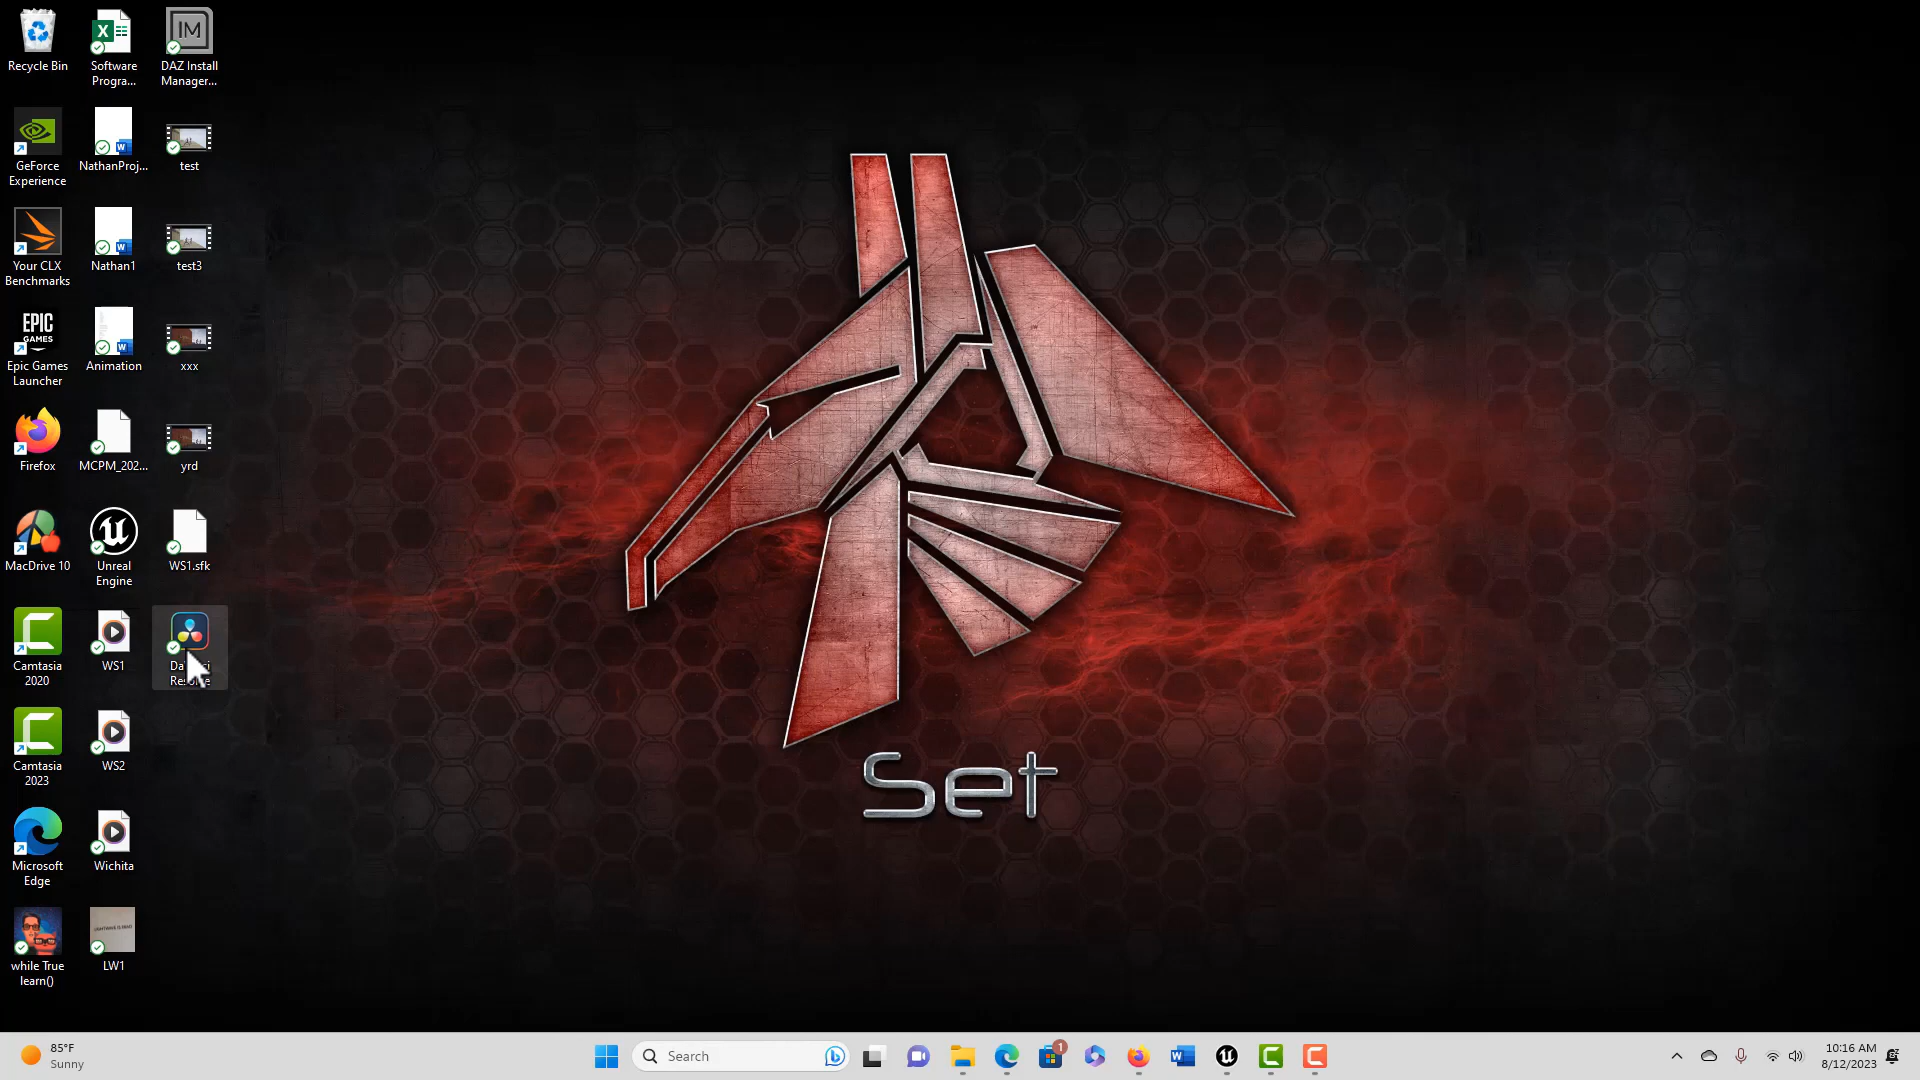 Recycle Bin
Software
Progra...
DAZ Install
Manager...
GeForce
Experience
NathanProj...
test
Your CLX
Benchmarks
Nathan1
test3
EPIC
GAMES
Epic Games
Launcher
Animation
xxx
Firefox
MCPM_202...
yrd
MacDrive 10
Unreal
Engine
WS1.sfk
Camtasia
2020
WS1
Camtasia
2023
WS2
Microsoft
Edge
Wichita
while True
learn()
LW1
IM
Set
85°F
Sunny
Search
1
10:16 AM
8/12/2023